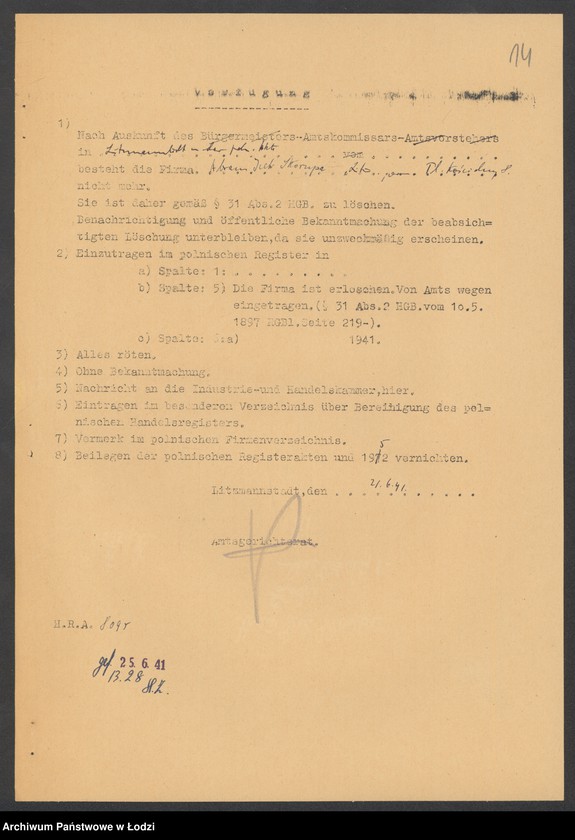 14
Verfügung
1)
Nach Auskunft des Bürgermeisters-Amtskommissars-Amtsvorstehers
in Litzmannstadt vom
besteht die Firma
nicht mehr.
Sie ist daher gemäß § 31 Abs.2 HGB. zu löschen.
Benachrichtigung und öffentliche Bekanntmachung der beabsich=
tigten Löschung unterbleiben,da sie unzweckmäßig erscheinen.
2) Einzutragen im polnischen Register in
a) Spalte: 1: . . . . . . . . . .
b) Spalte: 5) Die Firma ist erloschen.Von Amts wegen
eingetragen.(§ 31 Abs.2 HGB.vom 10.5.
1897 RGBl.Seite 219-).
c) Spalte: 1941.
3) Alles röten.
4) Ohne Bekanntmachung.
5) Nachricht an die Industrie-und Handelskammer,hier.
6) Eintragen im besonderen Verzeichnis über Bereinigung des pol=
nischen Handelsregisters.
7) Vermerk im polnischen Firmenverzeichnis.
8) Beilegen der polnischen Registerakten und 1952 vernichten.
Litzmannstadt,den 21.6.41.
Amtsgerichtsrat
H.R.A.
gef 25.6.41
B.28
Archiwum Państwowe w Łodzi